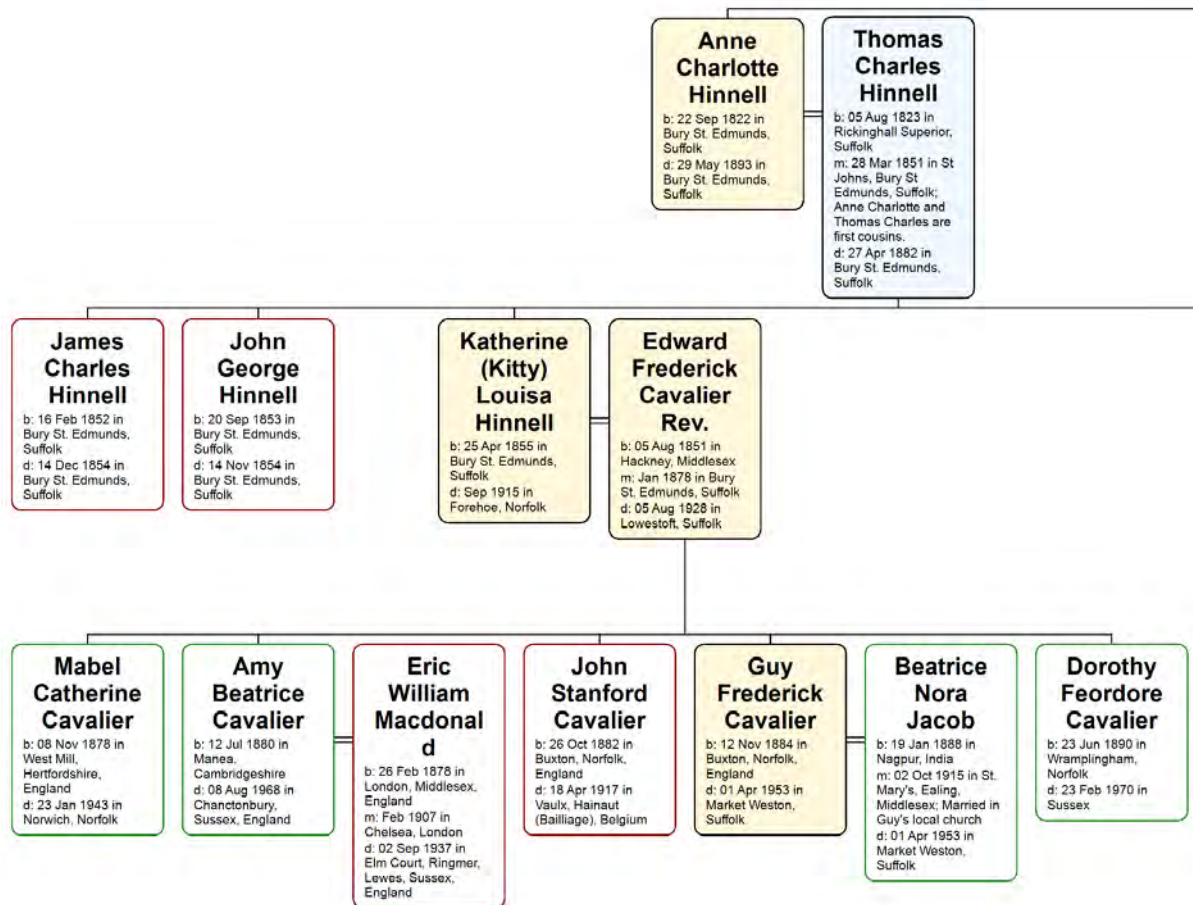 Anne
Charlotte
Hinnell
b: 22 Sep 1822 in
Bury St. Edmunds,
Suffolk
d: 29 May 1893 in
Bury St. Edmunds,
Suffolk
Thomas
Charles
Hinnell
b: 05 Aug 1823 in
Rickinghall Superior,
Suffolk
m: 28 Mar 1851 in St
Johns, Bury St
Edmunds, Suffolk;
Anne Charlotte and
Thomas Charles are
first cousins.
d: 27 Apr 1882 in
Bury St. Edmunds,
Suffolk
James
Charles
Hinnell
b: 16 Feb 1852 in
Bury St. Edmunds,
Suffolk
d: 14 Dec 1854 in
Bury St. Edmunds,
Suffolk
John
George
Hinnell
b: 20 Sep 1853 in
Bury St. Edmunds,
Suffolk
d: 14 Nov 1854 in
Bury St. Edmunds,
Suffolk
Katherine
(Kitty)
Louisa
Hinnell
b: 25 Apr 1855 in
Bury St. Edmunds,
Suffolk
d: Sep 1915 in
Forehoe, Norfolk
Edward
Frederick
Cavalier
Rev.
b: 05 Aug 1851 in
Hackney, Middlesex
m: Jan 1878 in Bury
St. Edmunds, Suffolk
d: 05 Aug 1928 in
Lowestoft, Suffolk
Mabel
Catherine
Cavalier
b: 08 Nov 1878 in
West Mill,
Hertfordshire,
England
d: 23 Jan 1943 in
Norwich, Norfolk
Amy
Beatrice
Cavalier
b: 12 Jul 1880 in
Manea,
Cambridgeshire
d: 08 Aug 1968 in
Chanctonbury,
Sussex, England
Eric
William
Macdonal
d
b: 26 Feb 1878 in
London, Middlesex,
England
m: Feb 1907 in
Chelsea, London
d: 02 Sep 1937 in
Elm Court, Ringmer,
Lewes, Sussex,
England
John
Stanford
Cavalier
b: 26 Oct 1882 in
Buxton, Norfolk,
England
d: 18 Apr 1917 in
Vaulx, Hainaut
(Bailliage), Belgium
Guy
Frederick
Cavalier
b: 12 Nov 1884 in
Buxton, Norfolk,
England
d: 01 Apr 1953 in
Market Weston,
Suffolk
Beatrice
Nora
Jacob
b: 19 Jan 1888 in
Nagpur, India
m: 02 Oct 1915 in St.
Mary's, Ealing,
Middlesex; Married in
Guy's local church
d: 01 Apr 1953 in
Market Weston,
Suffolk
Dorothy
Feordore
Cavalier
b: 23 Jun 1890 in
Wramplingham,
Norfolk
d: 23 Feb 1970 in
Sussex